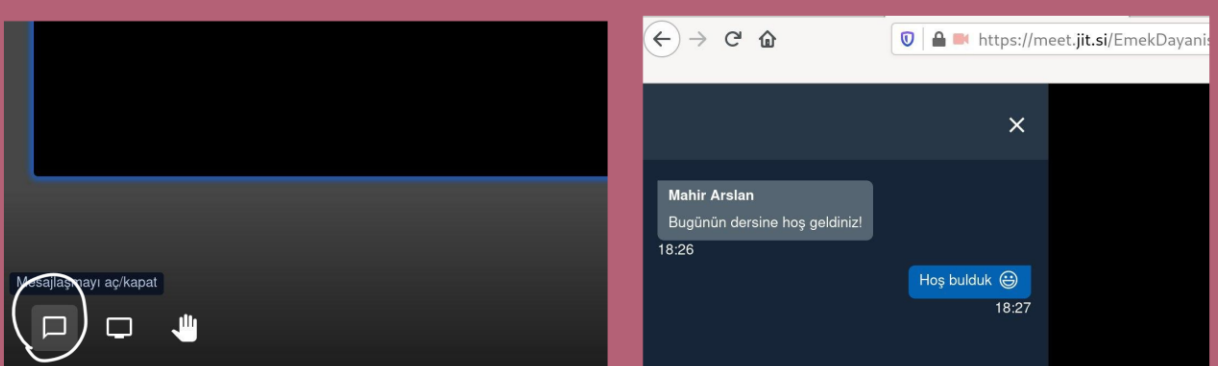 Mesajlaşmayı aç/kapat
https://meet.jit.si/EmekDayanis
Mahir Arslan
Bugünün dersine hoş geldiniz!
18:26
Hoş bulduk 😃
18:27